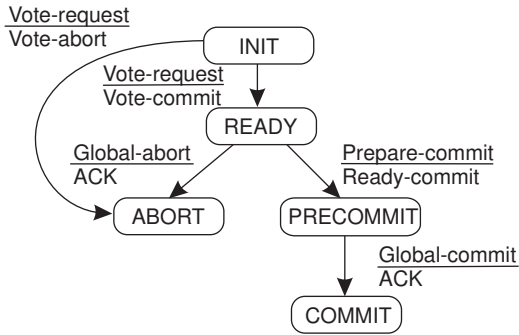 Vote-request
Vote-abort
INIT
Vote-request
Vote-commit
READY
Global-abort
ACK
Prepare-commit
Ready-commit
ABORT
PRECOMMIT
Global-commit
ACK
COMMIT